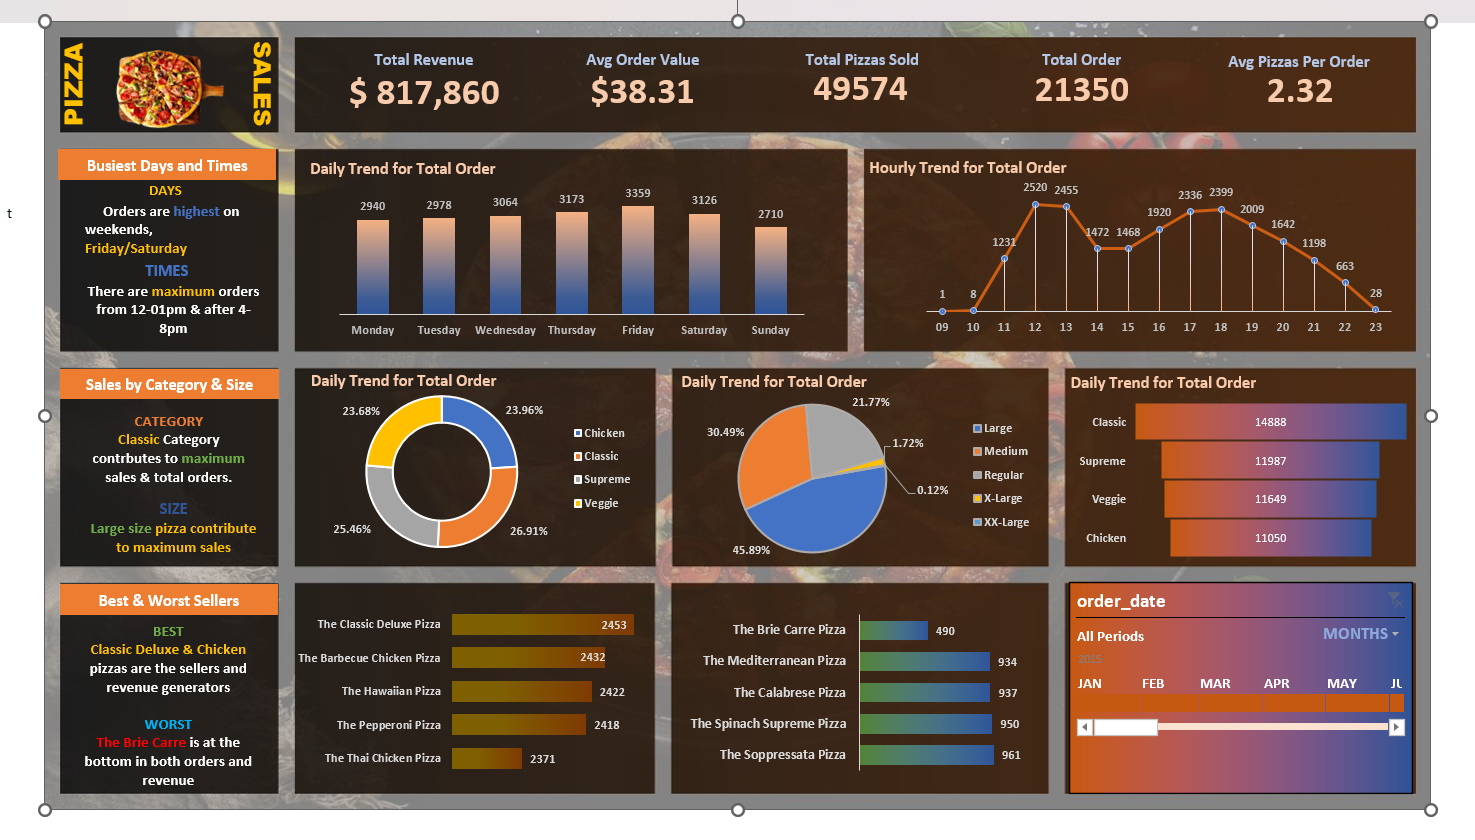 PIZZA
SALES
Total Revenue
$ 817,860
Avg Order Value
$38.31
Total Pizzas Sold
49574
Total Order
21350
Avg Pizzas Per Order
2.32
t
Busiest Days and Times
DAYS
Orders are highest on
weekends,
Friday/Saturday
TIMES
There are maximum orders
from 12-01pm & after 4-
8pm
Daily Trend for Total Order
2940
2978
3064
3173
3359
3126
2710
Monday
Tuesday
Wednesday
Thursday
Friday
Saturday
Sunday
Hourly Trend for Total Order
1
8
1231
2520
2455
1472
1468
1920
2336
2399
2009
1642
1198
663
28
09
10
11
12
13
14
15
16
17
18
19
20
21
22
23
Sales by Category & Size
CATEGORY
Classic Category
contrbutes to maximum
sales & total orders.
SIZE
Large size pizza contribute
to maximum sales
Daily Trend for Total Order
23.68%
23.96%
25.46%
26.91%
Chicken
Classic
Supreme
Veggie
Daily Trend for Total Order
21.77%
30.49%
1.72%
0.12%
45.89%
Large
Medium
Regular
X-Large
XX-Large
Daily Trend for Total Order
Classic 14888
Supreme 11987
Veggie 11649
Chicken 11050
Best & Worst Sellers
BEST
Classic Deluxe & Chicken
pizzas are the sellers and
revenue generators
WORST
The Brie Carre is at the
bottom in both orders and
revenue
The Classic Deluxe Pizza 2453
The Barbecue Chicken Pizza 2432
The Hawaiian Pizza 2422
The Pepperoni Pizza 2418
The Thai Chicken Pizza 2371
The Brie Carre Pizza 490
The Mediterranean Pizza 934
The Calabrese Pizza 937
The Spinach Supreme Pizza 950
The Soppressata Pizza 961
order_date
All Periods
MONTHS
2015
JAN FEB MAR APR MAY JU